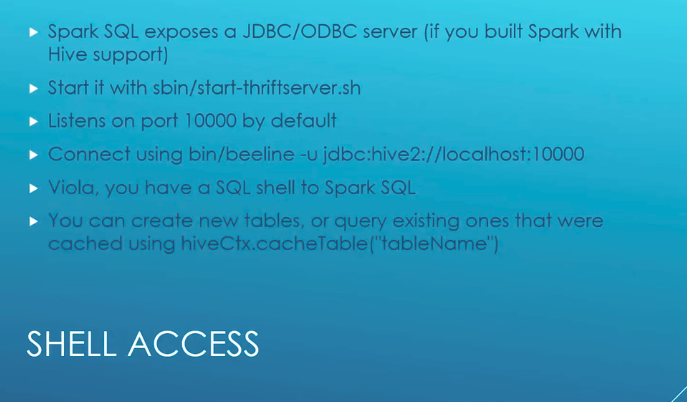 Spark SQL exposes a JDBC/ODBC server (if you built Spark with
Hive support)
Start it with sbin/start-thriftserver.sh
Listens on port 10000 by default
Connect using bin/beeline -u jdbc:hive2://localhost:10000
Viola, you have a SQL shell to Spark SQL
You can create new tables, or query existing ones that were
cached using hiveCtx.cacheTable("tableName")
SHELL ACCESS